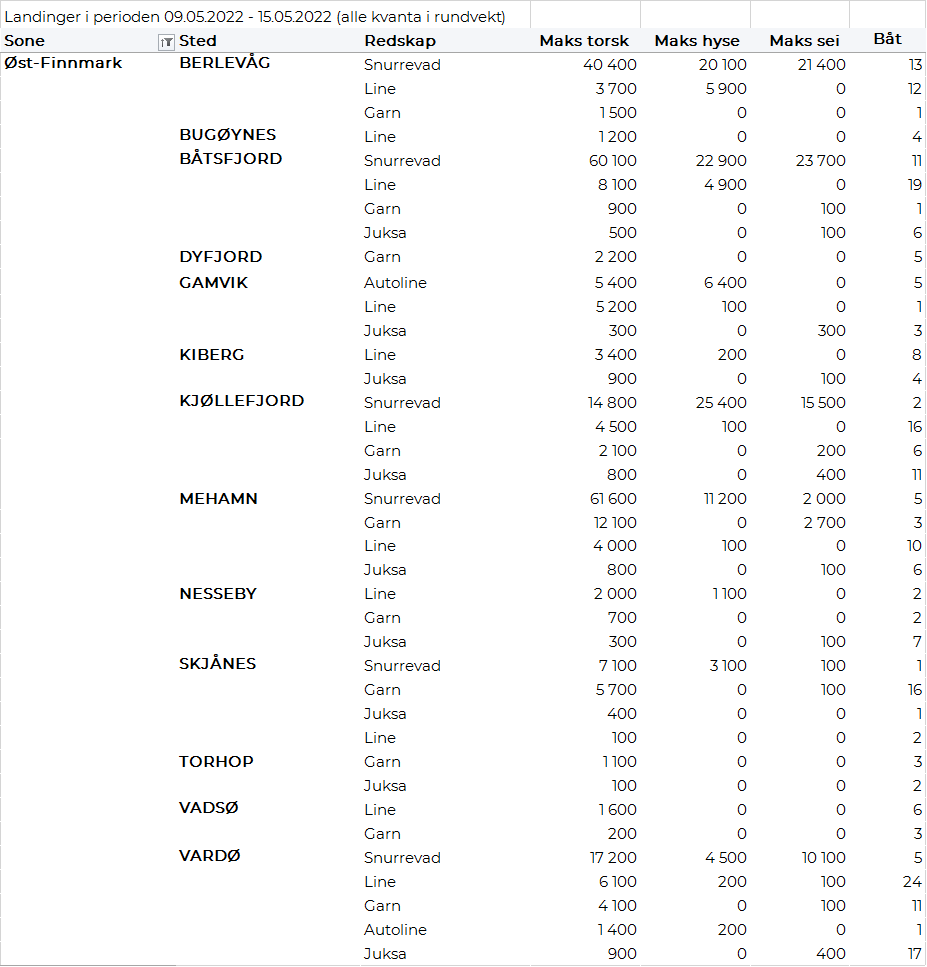 Landinger i perioden 09.05.2022 - 15.05.2022 (alle kvanta i rundvekt)
Sone Sted Redskap Maks torsk Maks hyse Maks sei Båt
Øst-Finnmark BERLEVÅG Snurrevad 40 400 20 100 21 400 13
Line 3 700 5 900 0 12
Garn 1 500 0 0 1
BUGØYNES Line 1 200 0 0 4
BÅTSFJORD Snurrevad 60 100 22 900 23 700 11
Line 8 100 4 900 0 19
Garn 900 0 100 1
Juksa 500 0 100 6
DYFJORD Garn 2 200 0 0 5
GAMVIK Autoline 5 400 6 400 0 5
Line 5 200 100 0 1
Juksa 300 0 300 3
KIBERG Line 3 400 200 0 8
Juksa 900 0 100 4
KJØLLEFJORD Snurrevad 14 800 25 400 15 500 2
Line 4 500 100 0 16
Garn 2 100 0 200 6
Juksa 800 0 400 11
MEHAMN Snurrevad 61 600 11 200 2 000 5
Garn 12 100 0 2 700 3
Line 4 000 100 0 10
Juksa 800 0 100 6
NESSEBY Line 2 000 1 100 0 2
Garn 700 0 0 2
Juksa 300 0 100 7
SKJÅNES Snurrevad 7 100 3 100 100 1
Garn 5 700 0 100 16
Juksa 400 0 0 1
Line 100 0 0 2
TORHOP Garn 1 100 0 0 3
Juksa 100 0 0 2
VADSØ Line 1 600 0 0 6
Garn 200 0 0 3
VARDØ Snurrevad 17 200 4 500 10 100 5
Line 6 100 200 100 24
Garn 4 100 0 100 11
Autoline 1 400 200 0 1
Juksa 900 0 400 17